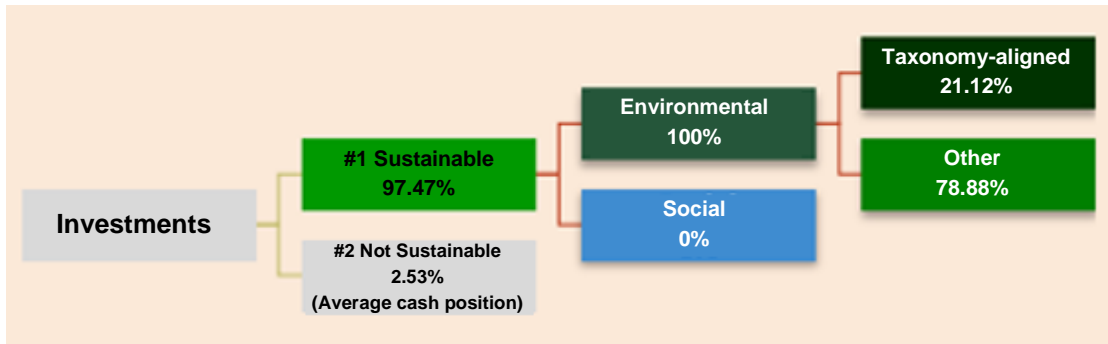 Investments
#1 Sustainable
97.47%
#2 Not Sustainable
2.53%
(Average cash position)
Environmental
100%
Social
0%
Taxonomy-aligned
21.12%
Other
78.88%